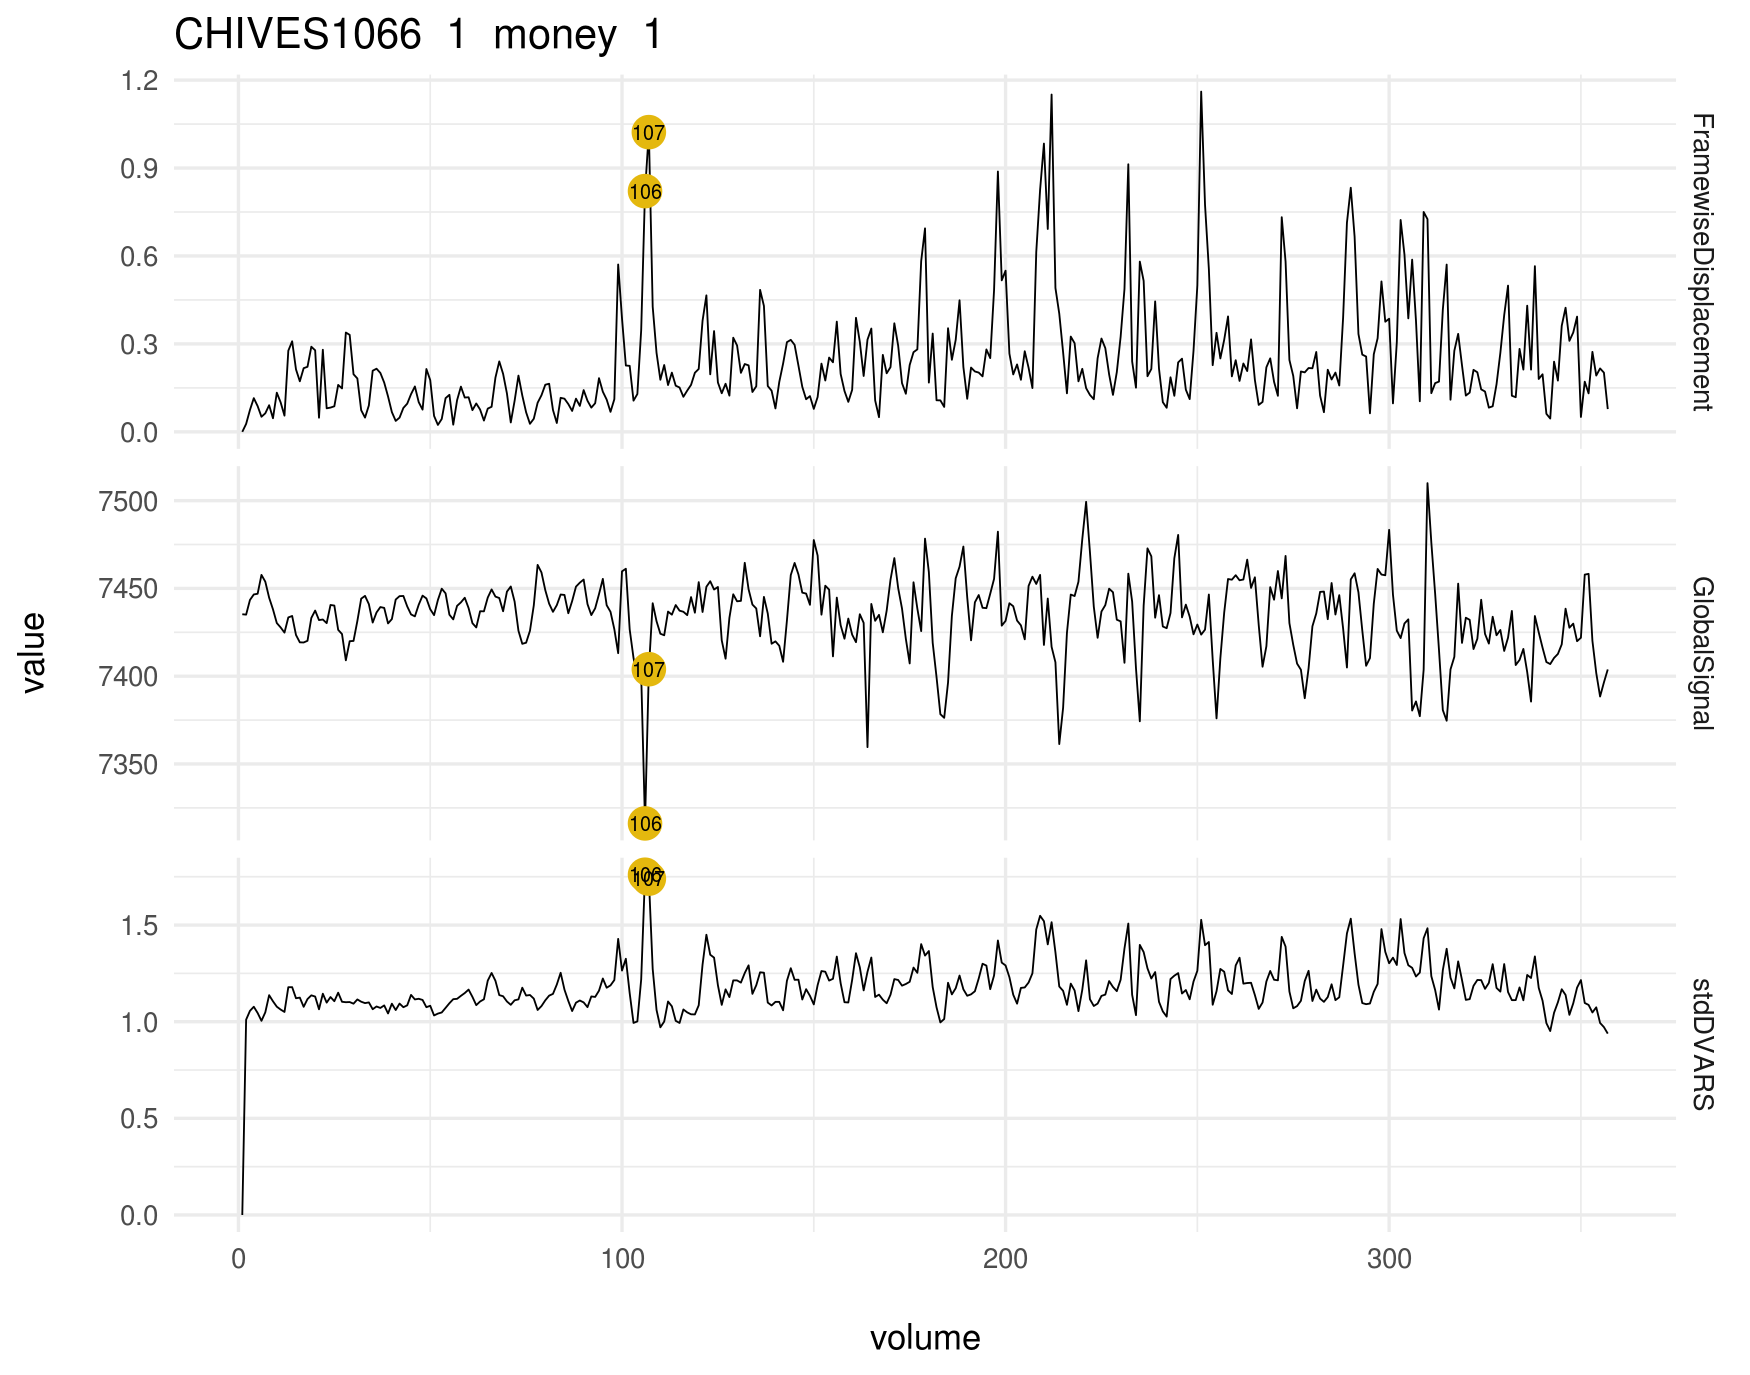 CHIVES1066 1 money 1
1.2
0.9
0.6
0.3
0.0
107
106
FramewiseDisplacement
7500
7450
7400
7350
107
106
GlobalSignal
value
1.5
1.0
0.5
0.0
106
107
stdDVARS
0 100 200 300
volume